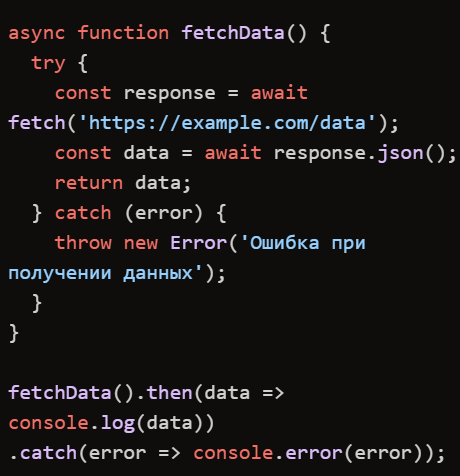 async function fetchData() {
  try {
    const response = await
fetch('https://example.com/data');
    const data = await response.json();
    return data;
  } catch (error) {
    throw new Error('Ошибка при
получении данных');
  }
}

fetchData().then(data =>
console.log(data))
.catch(error => console.error(error));